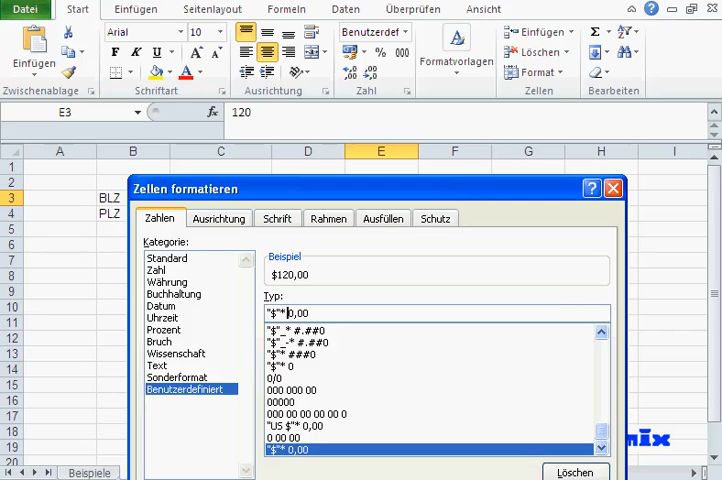 Datei Start Einfügen Seitenlayout Formeln Daten Überprüfen Ansicht
Arial 10 Benutzerdef
Einfügen F K U A A % 000 Formatvorlagen Einfügen Löschen Format Σ
Zwischenablage Schriftart Ausrichtung Zahl Zellen Bearbeiten
E3 fx 120
A B C D E F G H I
1
2
3 BLZ
4 PLZ
5
6
7
8
9
10
11
12
13
14
15
16
17
18
19
20
Zellen formatieren
Zahlen Ausrichtung Schrift Rahmen Ausfüllen Schutz
Kategorie:
Standard
Zahl
Währung
Buchhaltung
Datum
Uhrzeit
Prozent
Bruch
Wissenschaft
Text
Sonderformat
Benutzerdefiniert
Beispiel
$120,00
Typ:
"$"* 0,00
"$"_* #.##0
"$"_-* #.##0
"$"* ###0
"$"* 0
0/0
000 000 00
00000
000 00 00 00 00 0
"US $"* 0,00
0 00 00
"$"* 0,00
Löschen
mix
Beispiele